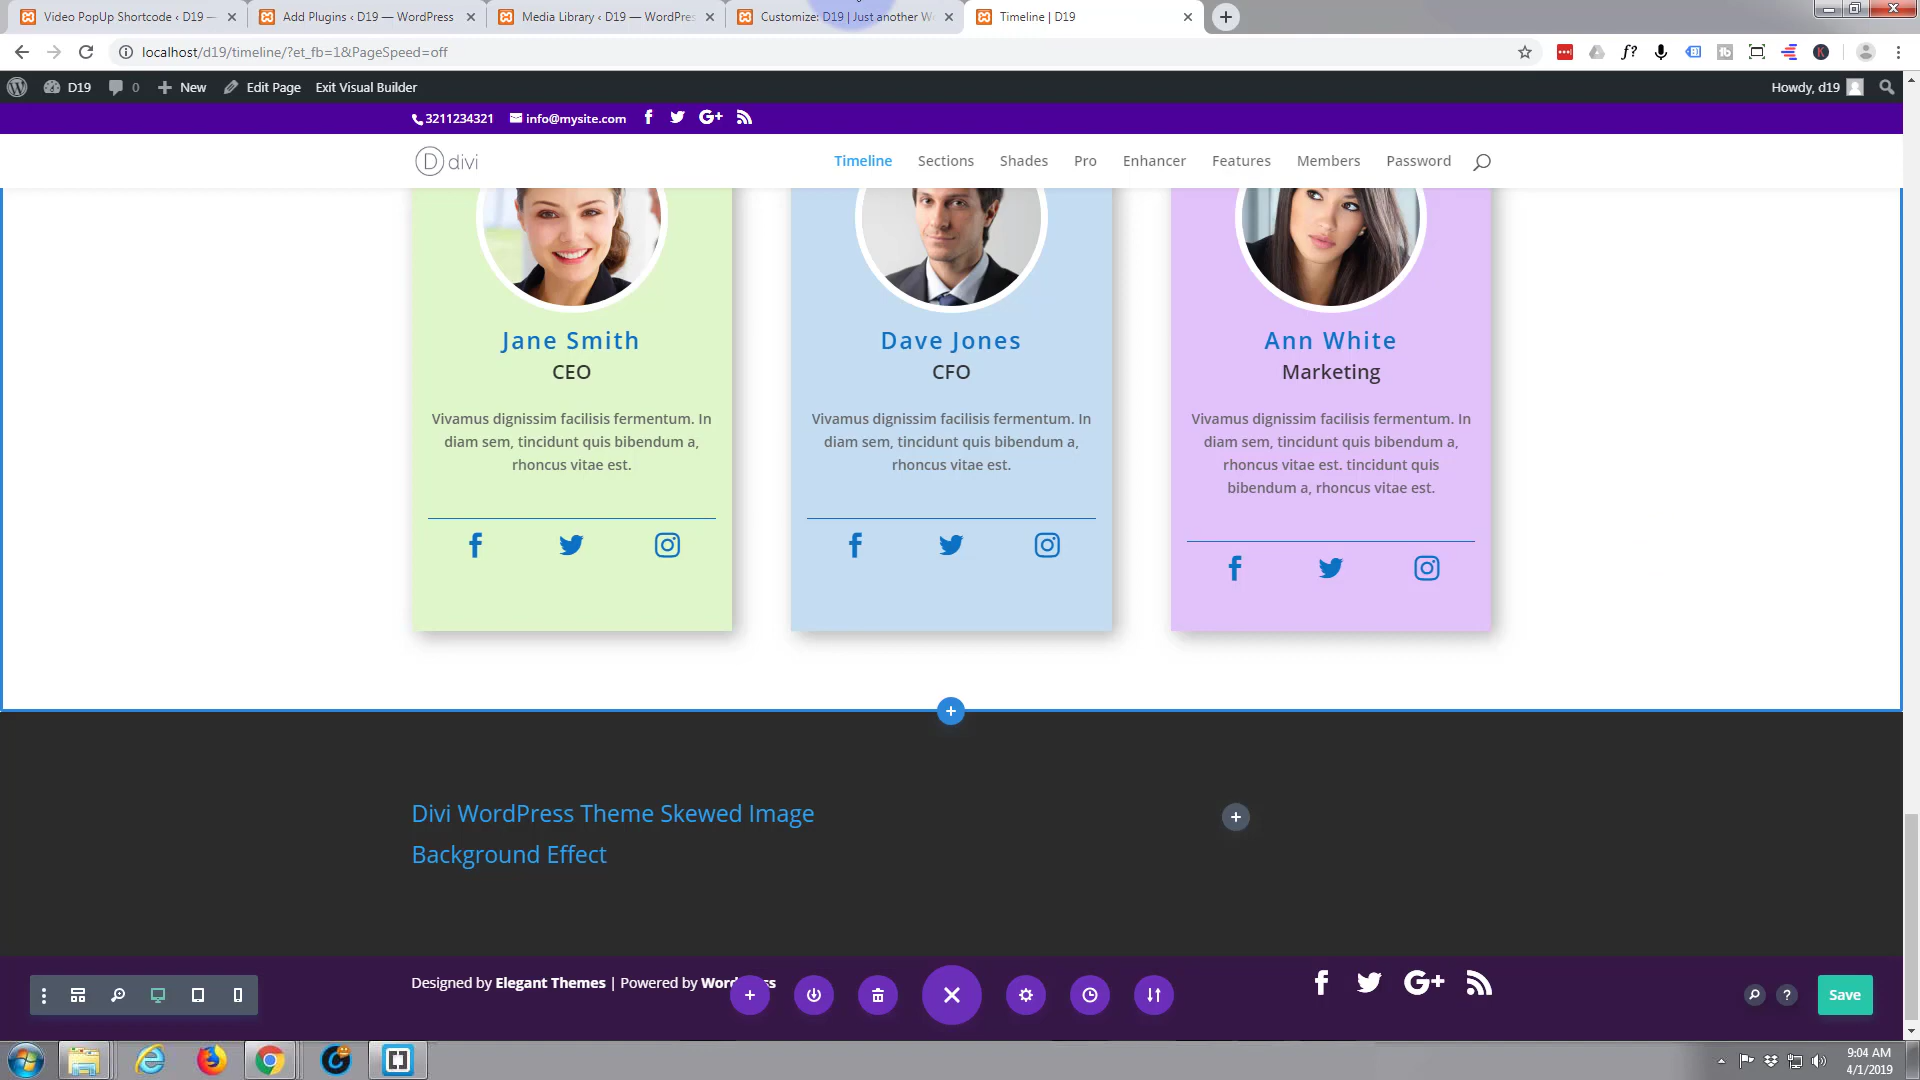 Video PopUp Shortcode ‹ D19 —
Add Plugins ‹ D19 — WordPress
Media Library ‹ D19 — WordPres
Customize: D19 | Just another W
Timeline | D19
localhost/d19/timeline/?et_fb=1&PageSpeed=off
D19
0
New
Edit Page
Exit Visual Builder
Howdy, d19
3211234321
info@mysite.com
divi
Timeline
Sections
Shades
Pro
Enhancer
Features
Members
Password
Jane Smith
CEO
Vivamus dignissim facilisis fermentum. In
diam sem, tincidunt quis bibendum a,
rhoncus vitae est.
Dave Jones
CFO
Vivamus dignissim facilisis fermentum. In
diam sem, tincidunt quis bibendum a,
rhoncus vitae est.
Ann White
Marketing
Vivamus dignissim facilisis fermentum. In
diam sem, tincidunt quis bibendum a,
rhoncus vitae est. tincidunt quis
bibendum a, rhoncus vitae est.
Divi WordPress Theme Skewed Image
Background Effect
Designed by Elegant Themes | Powered by WordPress
Save
9:04 AM
4/1/2019